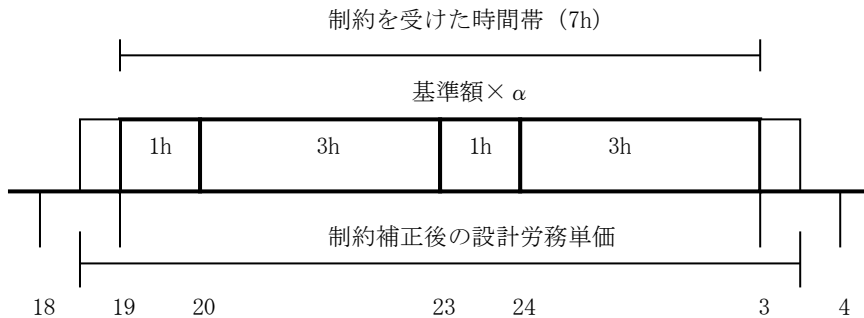 制約を受けた時間帯 (7h)
基準額×α
1h 3h 1h 3h
制約補正後の設計労務単価
18 19 20 23 24 3 4